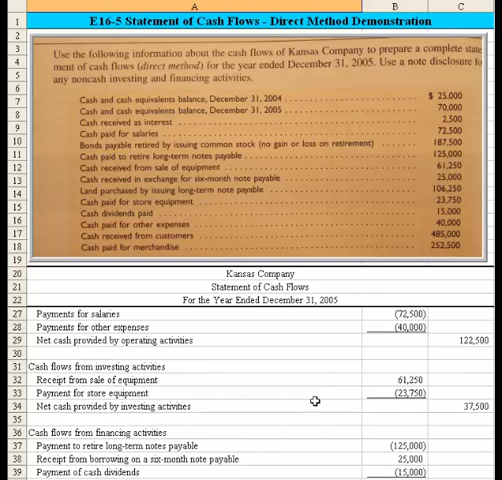 A B C
1 E16-5 Statement of Cash Flows - Direct Method Demonstration
2
3 Use the following information about the cash flows of Kansas Company to prepare a complete state
4 ment of cash flows (direct method) for the year ended December 31, 2005. Use a note disclosure fo
5 any noncash investing and financing activities.
6
7 Cash and cash equivalents balance, December 31, 2004 $ 25,000
8 Cash and cash equivalents balance, December 31, 2005 70,000
9 Cash received as interest 2,500
Cash paid for salaries 72,500
10 Bonds payable retired by issuing common stock (no gain or loss on retirement) 187,500
11 Cash paid to retire long-term notes payable 125,000
12 Cash received from sale of equipment 61,250
13 Cash received in exchange for six-month note payable 25,000
14 Land purchased by issuing long-term note payable 106,250
15 Cash paid for store equipment 23,750
16 Cash dividends paid 15,000
Cash paid for other expenses 40,000
17 Cash received from customers 485,000
18 Cash paid for merchandise 252,500
19
20 Kansas Company
21 Statement of Cash Flows
22 For the Year Ended December 31, 2005
27 Payments for salaries (72,500)
28 Payments for other expenses (40,000)
29 Net cash provided by operating activities 122,500
30
31 Cash flows from investing activities
32 Receipt from sale of equipment 61,250
33 Payment for store equipment (23,750)
34 Net cash provided by investing activities 37,500
35
36 Cash flows from financing activities
37 Payment to retire long-term notes payable (125,000)
38 Receipt from borrowing on a six-month note payable 25,000
39 Payment of cash dividends (15,000)